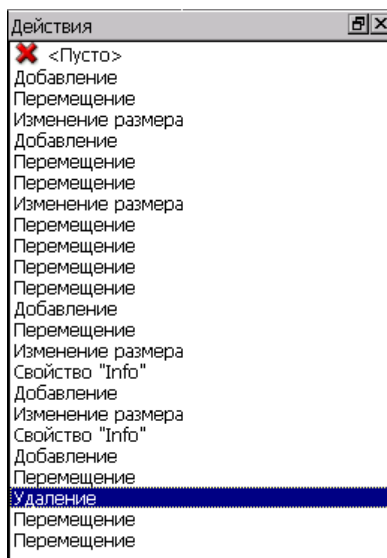 Действия
<Пусто>
Добавление
Перемещение
Изменение размера
Добавление
Перемещение
Перемещение
Изменение размера
Перемещение
Перемещение
Перемещение
Перемещение
Добавление
Перемещение
Изменение размера
Свойство "Info"
Добавление
Изменение размера
Свойство "Info"
Добавление
Перемещение
Удаление
Перемещение
Перемещение